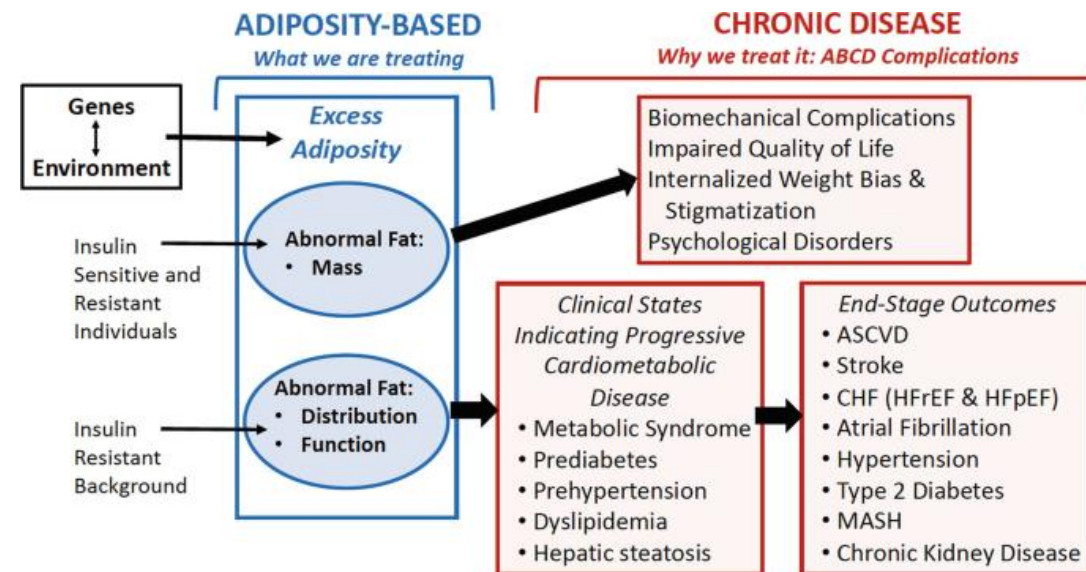 ADIPOSITY-BASED
What we are treating
CHRONIC DISEASE
Why we treat it: ABCD Complications
Genes
Environment
Excess
Adiposity
Insulin
Sensitive and
Resistant
Individuals
Abnormal Fat:
• Mass
Biomechanical Complications
Impaired Quality of Life
Internalized Weight Bias &
Stigmatization
Psychological Disorders
Insulin
Resistant
Background
Abnormal Fat:
• Distribution
• Function
Clinical States
Indicating Progressive
Cardiometabolic
Disease
• Metabolic Syndrome
• Prediabetes
• Prehypertension
• Dyslipidemia
• Hepatic steatosis
End-Stage Outcomes
• ASCVD
• Stroke
• CHF (HFrEF & HFpEF)
• Atrial Fibrillation
• Hypertension
• Type 2 Diabetes
• MASH
• Chronic Kidney Disease